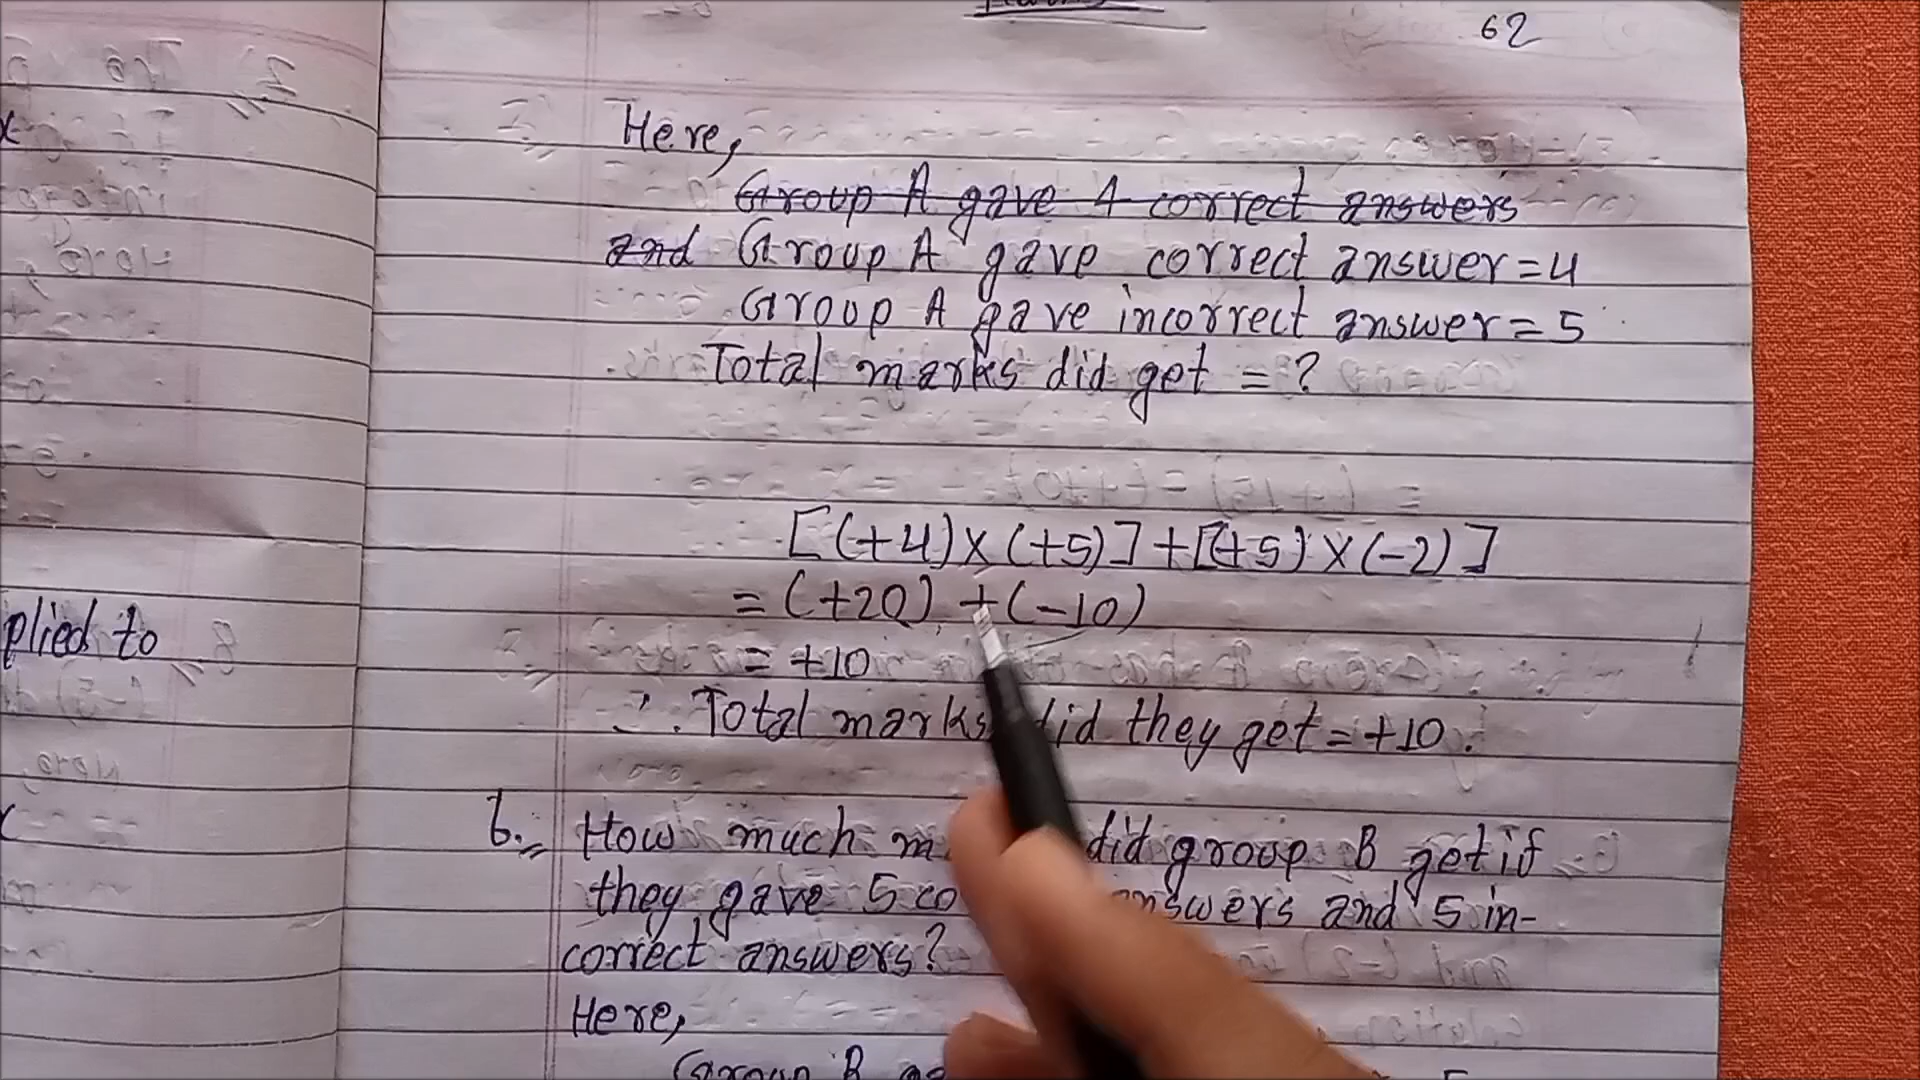 62
Here,
Group A gave 4 correct answers
and Group A gave correct answer = 4
Group A gave incorrect answer = 5
Total marks did get = ?
[(+4)×(+5)]+[(+5)×(-2)]
= (+20) + (-10)
= +10
∴ Total marks did they get = +10.
plied to
b. How much did group B get if
they gave 5 answers and 5 in-
correct answers?
Here,
Group B